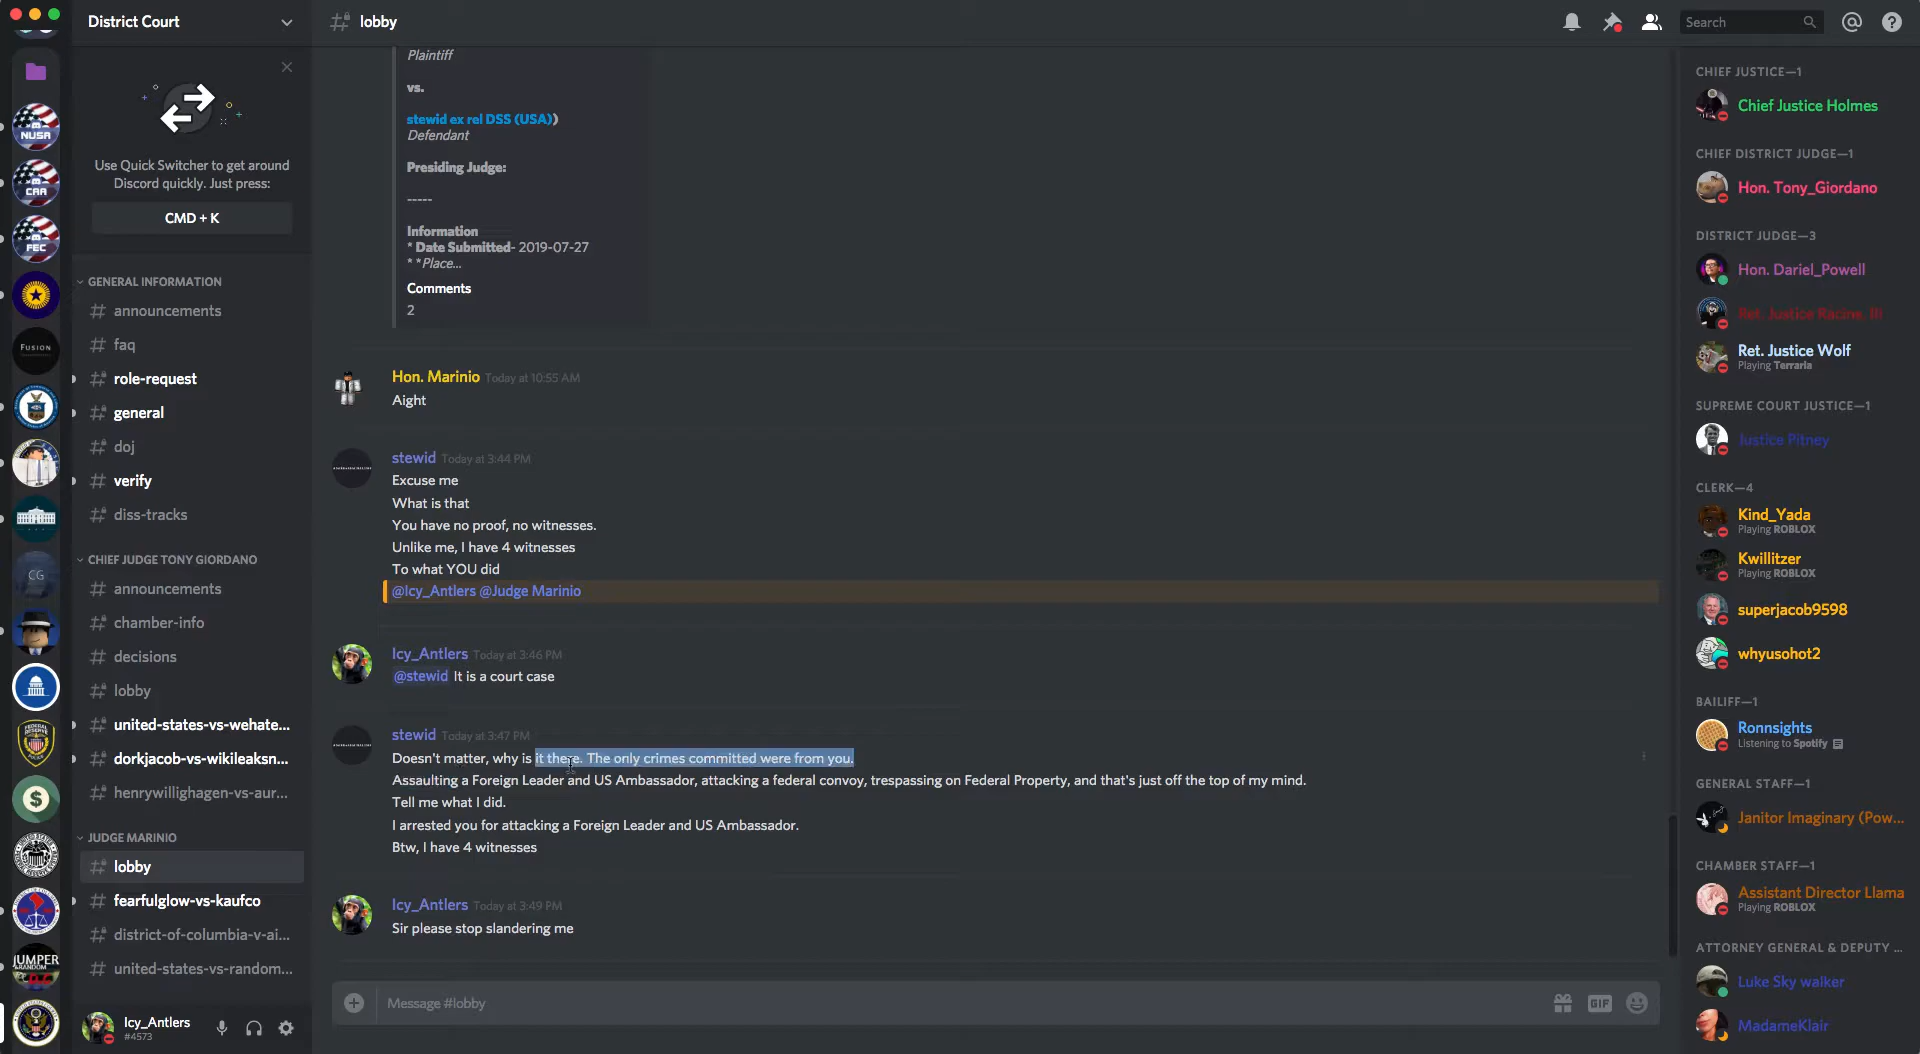 District Court
Use Quick Switcher to get around
Discord quickly. Just press:
CMD + K
GENERAL INFORMATION
announcements
faq
role-request
general
doj
verify
diss-tracks
CHIEF JUDGE TONY GIORDANO
announcements
chamber-info
decisions
lobby
united-states-vs-wehate...
dorkjacob-vs-wikileaksn...
henrywillighagen-vs-aur...
JUDGE MARINIO
lobby
fearfulglow-vs-kaufco
district-of-columbia-v-ai...
united-states-vs-random...
Icy_Antlers
#4573
NUSA
CAA
FEC
FUSION
CG
JUMPER
lobby
Search
Plaintiff
vs.
stewid ex rel DSS (USA))
Defendant
Presiding Judge:
-----
Information
* Date Submitted- 2019-07-27
* *Place...
Comments
2
Hon. Marinio Today at 10:55 AM
Aight
stewid Today at 3:44 PM
Excuse me
What is that
You have no proof, no witnesses.
Unlike me, I have 4 witnesses
To what YOU did
@Icy_Antlers @Judge Marinio
Icy_Antlers Today at 3:46 PM
@stewid It is a court case
stewid Today at 3:47 PM
Doesn't matter, why is it there. The only crimes committed were from you.
Assaulting a Foreign Leader and US Ambassador, attacking a federal convoy, trespassing on Federal Property, and that's just off the top of my mind.
Tell me what I did.
I arrested you for attacking a Foreign Leader and US Ambassador.
Btw, I have 4 witnesses
Icy_Antlers Today at 3:49 PM
Sir please stop slandering me
Message #lobby
GIF
CHIEF JUSTICE—1
Chief Justice Holmes
CHIEF DISTRICT JUDGE—1
Hon. Tony_Giordano
DISTRICT JUDGE—3
Hon. Dariel_Powell
Ret. Justice Racine, III
Ret. Justice Wolf
Playing Terraria
SUPREME COURT JUSTICE—1
Justice Pitney
CLERK—4
Kind_Yada
Playing ROBLOX
Kwillitzer
Playing ROBLOX
superjacob9598
whyusohot2
BAILIFF—1
Ronnsights
Listening to Spotify
GENERAL STAFF—1
Janitor Imaginary (Pow...
CHAMBER STAFF—1
Assistant Director Llama
Playing ROBLOX
ATTORNEY GENERAL & DEPUTY ...
Luke Sky walker
MadameKlair